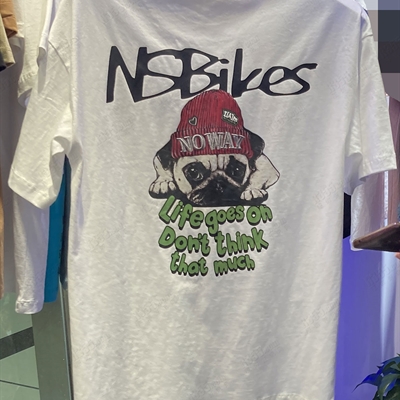 NSBikes
NO WAY
Life goes on
Don't think
that much